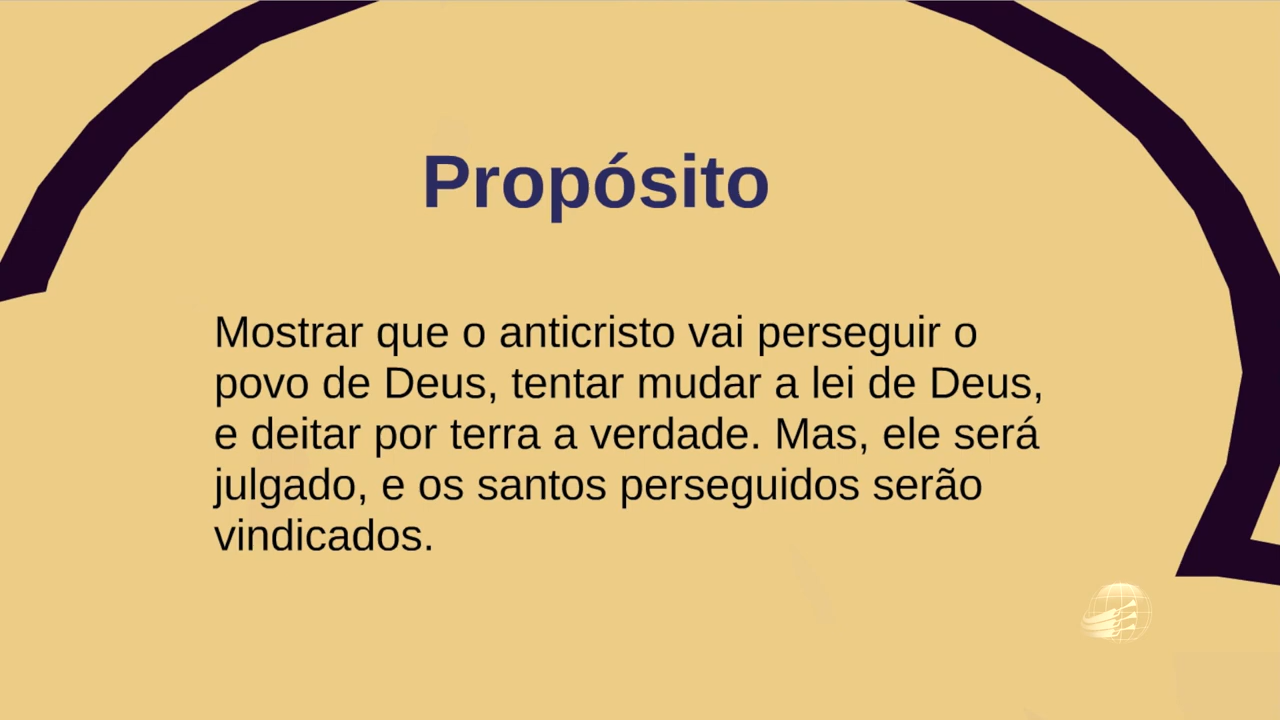 Propósito
Mostrar que o anticristo vai perseguir o
povo de Deus, tentar mudar a lei de Deus,
e deitar por terra a verdade. Mas, ele será
julgado, e os santos perseguidos serão
vindicados.